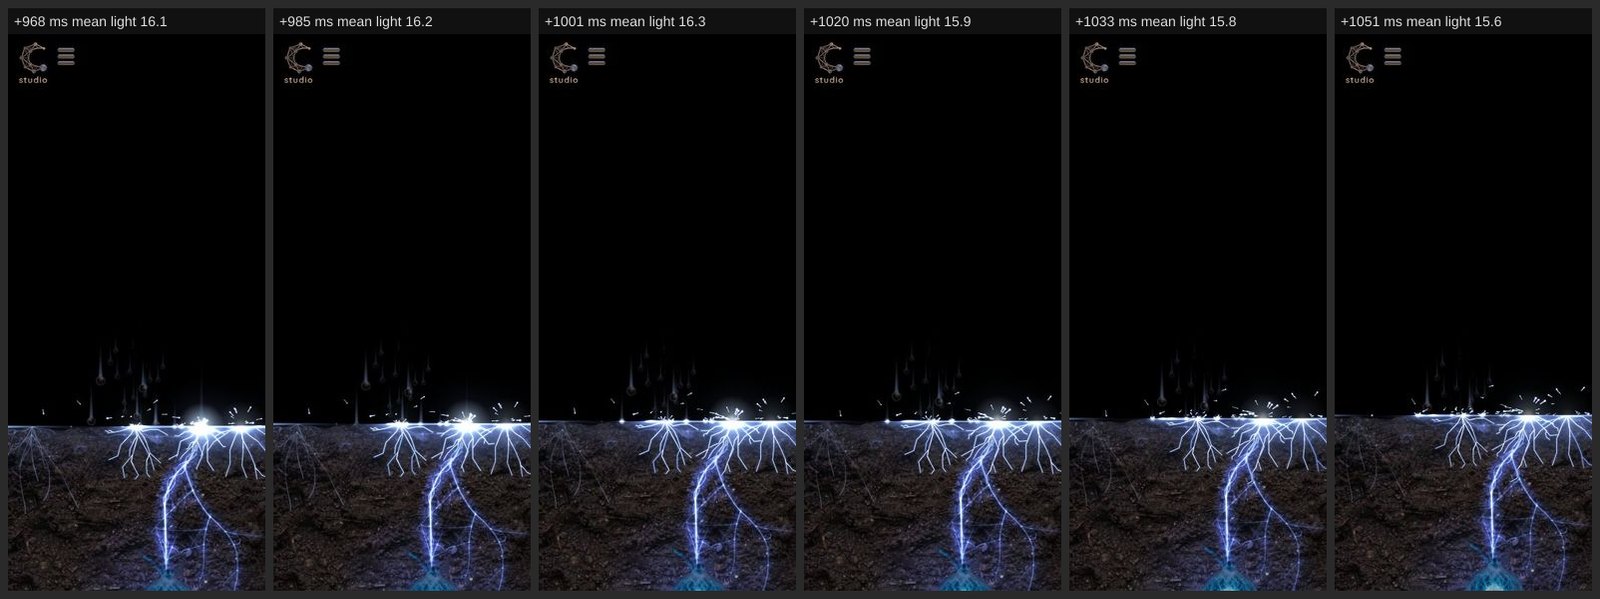 +968 ms mean light 16.1
studio
+985 ms mean light 16.2
studio
+1001 ms mean light 16.3
studio
+1020 ms mean light 15.9
studio
+1033 ms mean light 15.8
studio
+1051 ms mean light 15.6
studio